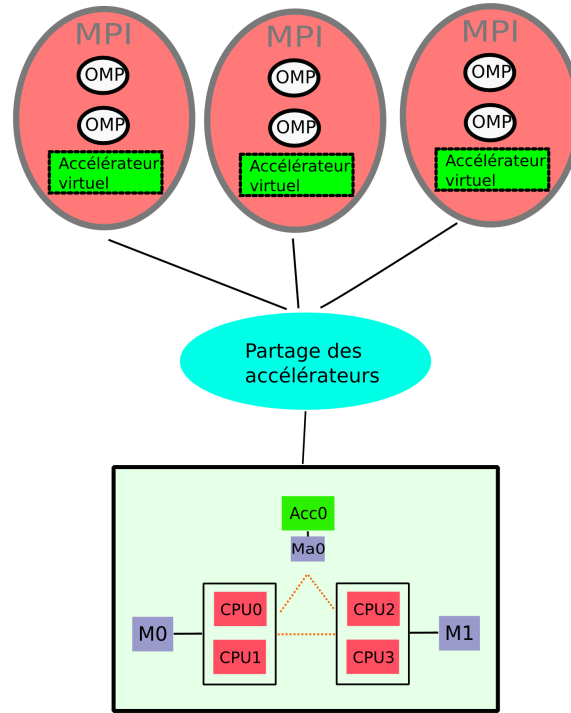 MPI
OMP
OMP
Accélérateur
virtuel
MPI
OMP
OMP
Accélérateur
virtuel
MPI
OMP
OMP
Accélérateur
virtuel
Partage des
accélérateurs
Acc0
Ma0
M0
CPU0
CPU1
CPU2
CPU3
M1